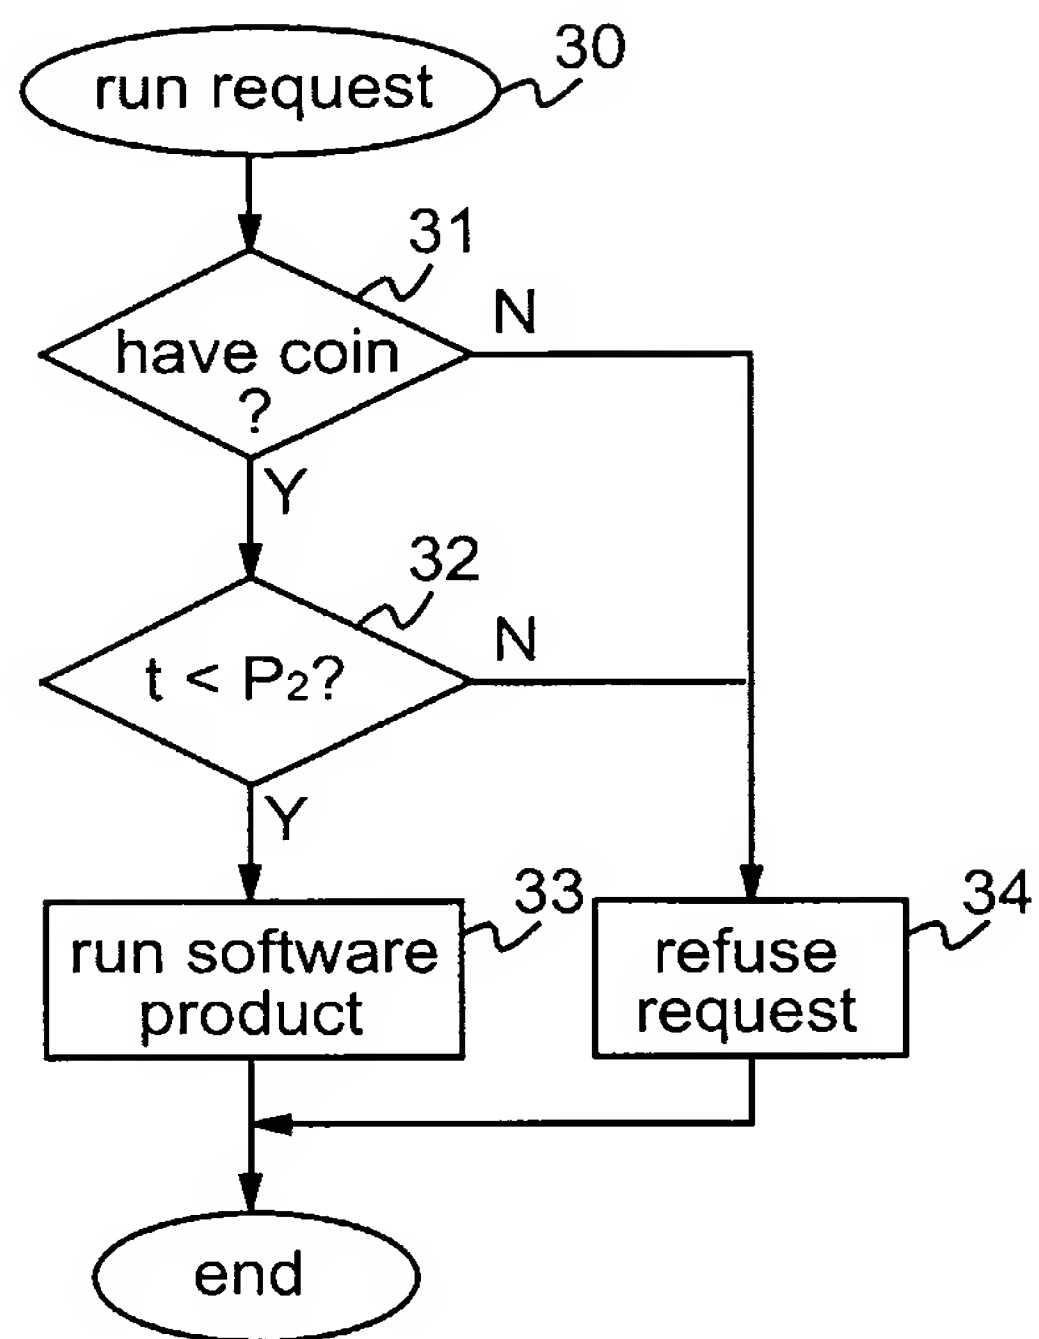 30
run request
31
have coin
?
N
Y
32
t < P₂?
N
Y
33
run software
product
34
refuse
request
end